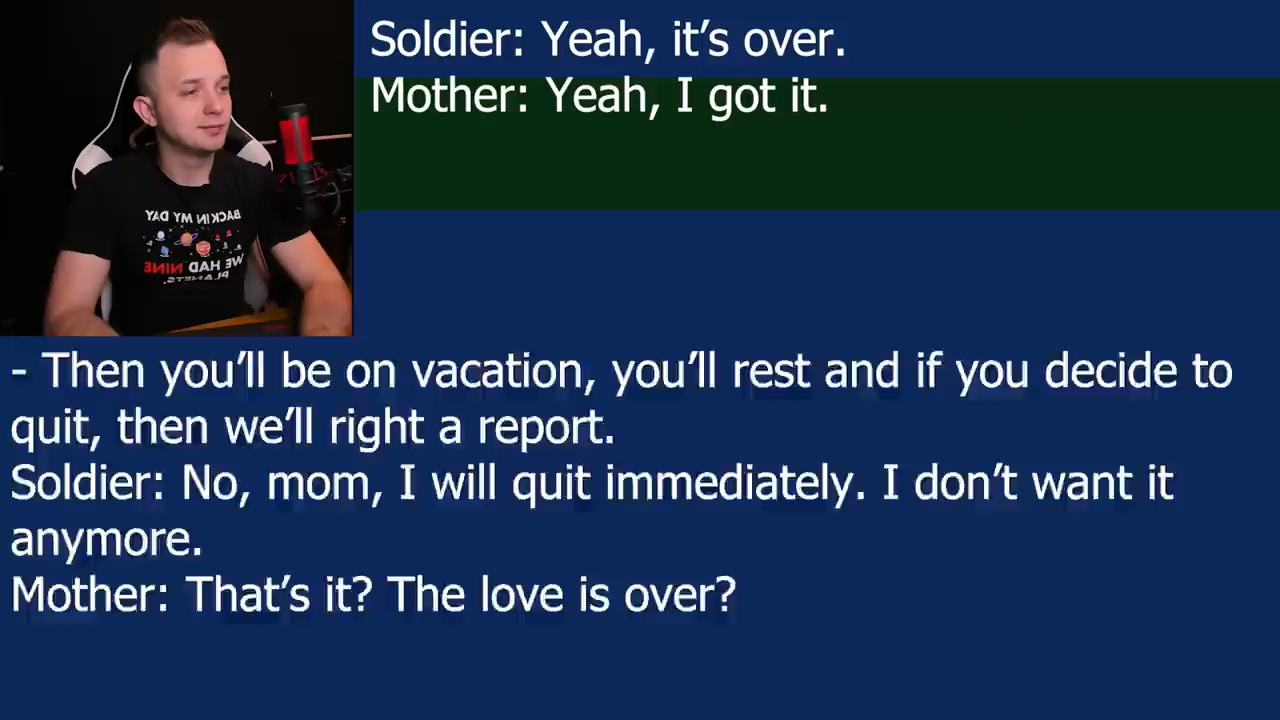 Soldier: Yeah, it’s over.
Mother: Yeah, I got it.
BACK IN MY DAY
WE HAD NINE
PLANETS.
- Then you’ll be on vacation, you’ll rest and if you decide to
quit, then we’ll right a report.
Soldier: No, mom, I will quit immediately. I don’t want it
anymore.
Mother: That’s it? The love is over?